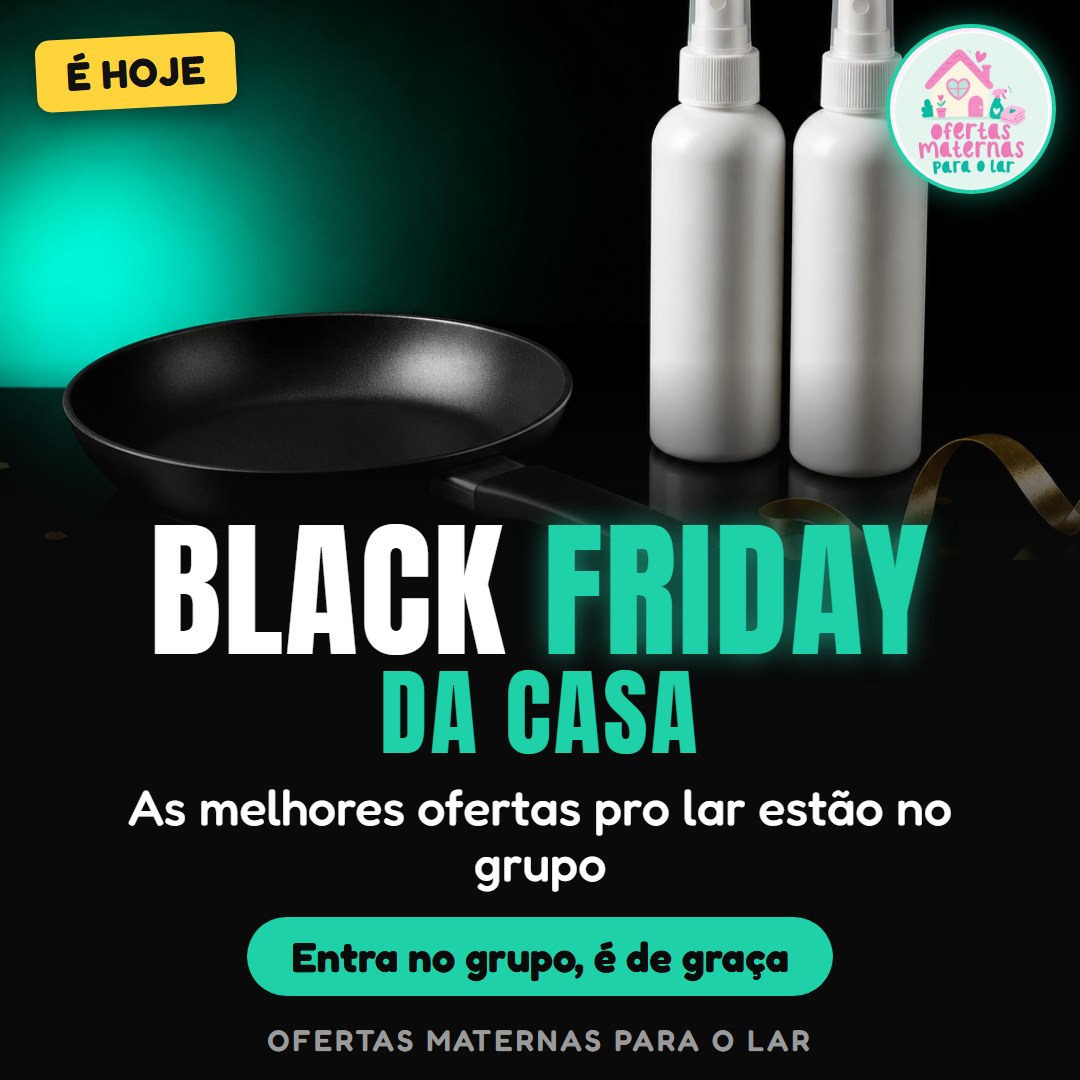 É HOJE
ofertas
maternas
para o lar
BLACK FRIDAY
DA CASA
As melhores ofertas pro lar estão no
grupo
Entra no grupo, é de graça
OFERTAS MATERNAS PARA O LAR